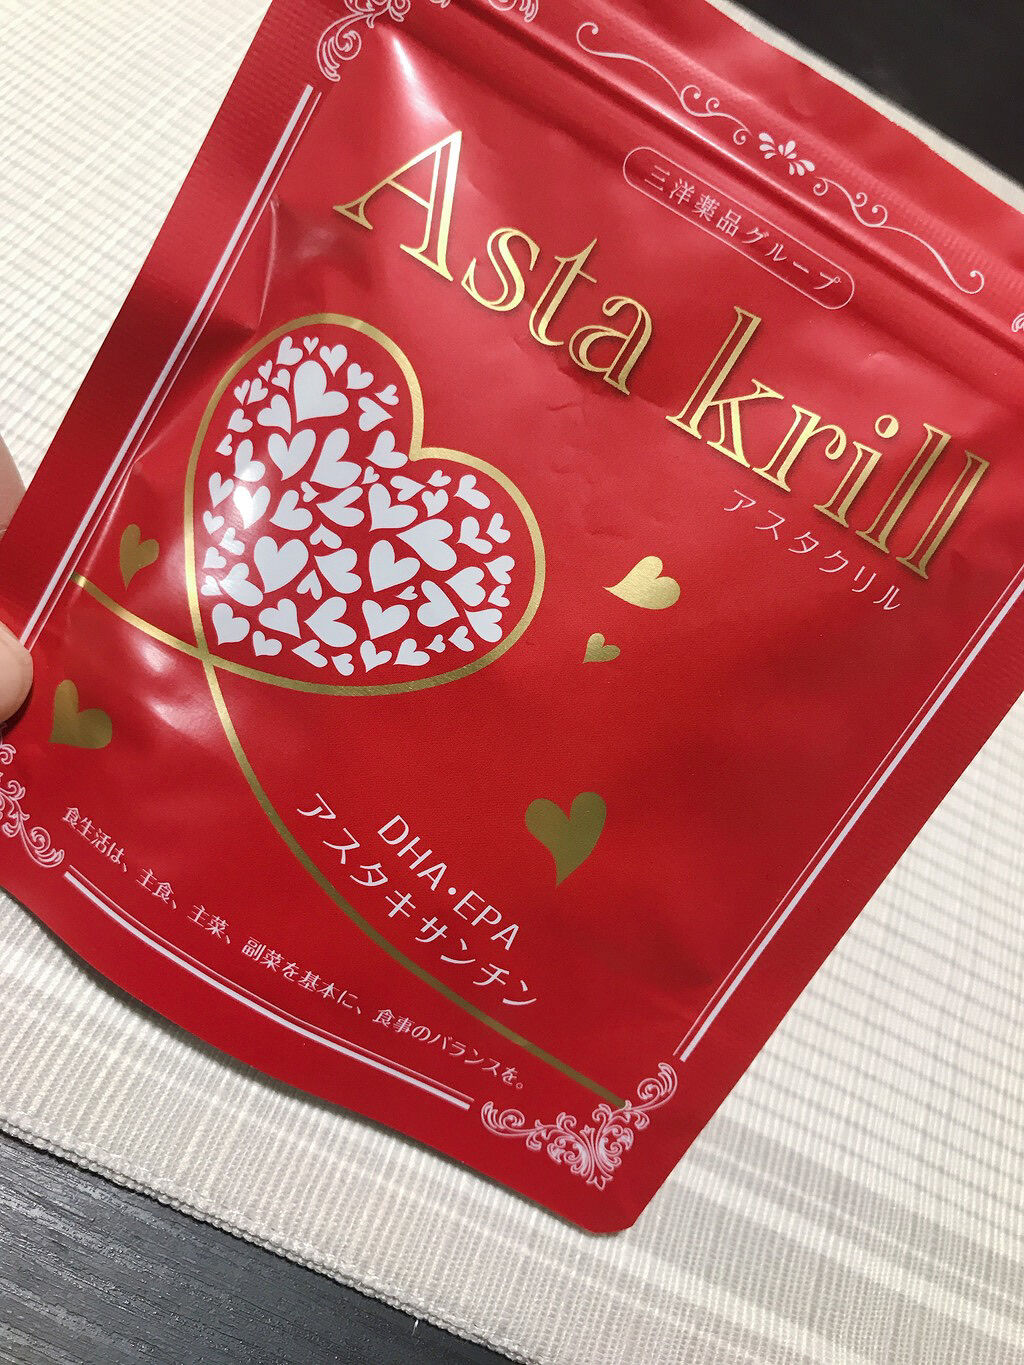 三洋薬品グループ
Asta krill
アスタクリル
DHA・EPA
アスタキサンチン
食生活は、主食、主菜、副菜を基本に、食事のバランスを。